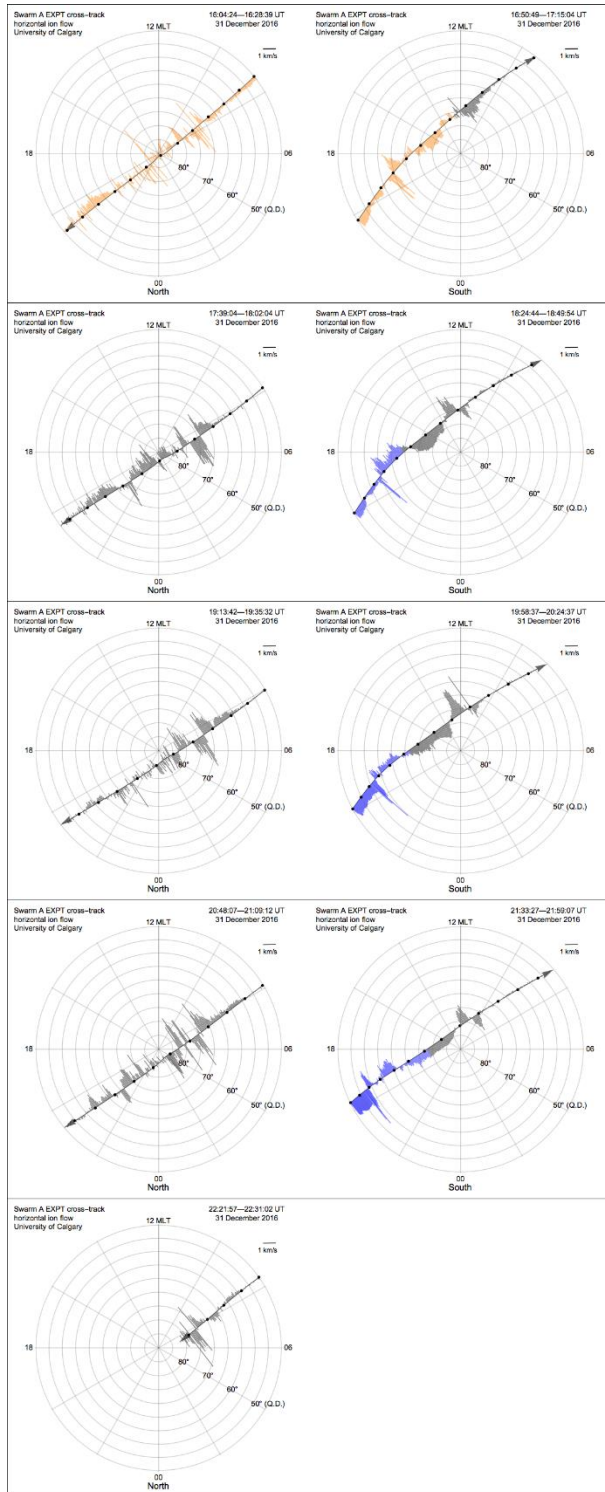 Swarm A EXPT cross-track
horizontal ion flow
University of Calgary
16:04:24—16:28:39 UT
31 December 2016
12 MLT
1 km/s
18
06
80°
70°
60°
50° (Q.D.)
00
North
Swarm A EXPT cross-track
horizontal ion flow
University of Calgary
16:50:49—17:15:04 UT
31 December 2016
12 MLT
1 km/s
18
06
80°
70°
60°
50° (Q.D.)
00
South
Swarm A EXPT cross-track
horizontal ion flow
University of Calgary
17:39:04—18:02:04 UT
31 December 2016
12 MLT
1 km/s
18
06
80°
70°
60°
50° (Q.D.)
00
North
Swarm A EXPT cross-track
horizontal ion flow
University of Calgary
18:24:44—18:49:54 UT
31 December 2016
12 MLT
1 km/s
18
06
80°
70°
60°
50° (Q.D.)
00
South
Swarm A EXPT cross-track
horizontal ion flow
University of Calgary
19:13:42—19:35:32 UT
31 December 2016
12 MLT
1 km/s
18
06
80°
70°
60°
50° (Q.D.)
00
North
Swarm A EXPT cross-track
horizontal ion flow
University of Calgary
19:58:37—20:24:37 UT
31 December 2016
12 MLT
1 km/s
18
06
80°
70°
60°
50° (Q.D.)
00
South
Swarm A EXPT cross-track
horizontal ion flow
University of Calgary
20:48:07—21:09:12 UT
31 December 2016
12 MLT
1 km/s
18
06
80°
70°
60°
50° (Q.D.)
00
North
Swarm A EXPT cross-track
horizontal ion flow
University of Calgary
21:33:27—21:59:07 UT
31 December 2016
12 MLT
1 km/s
18
06
80°
70°
60°
50° (Q.D.)
00
South
Swarm A EXPT cross-track
horizontal ion flow
University of Calgary
22:21:57—22:31:02 UT
31 December 2016
12 MLT
1 km/s
18
06
80°
70°
60°
50° (Q.D.)
00
North